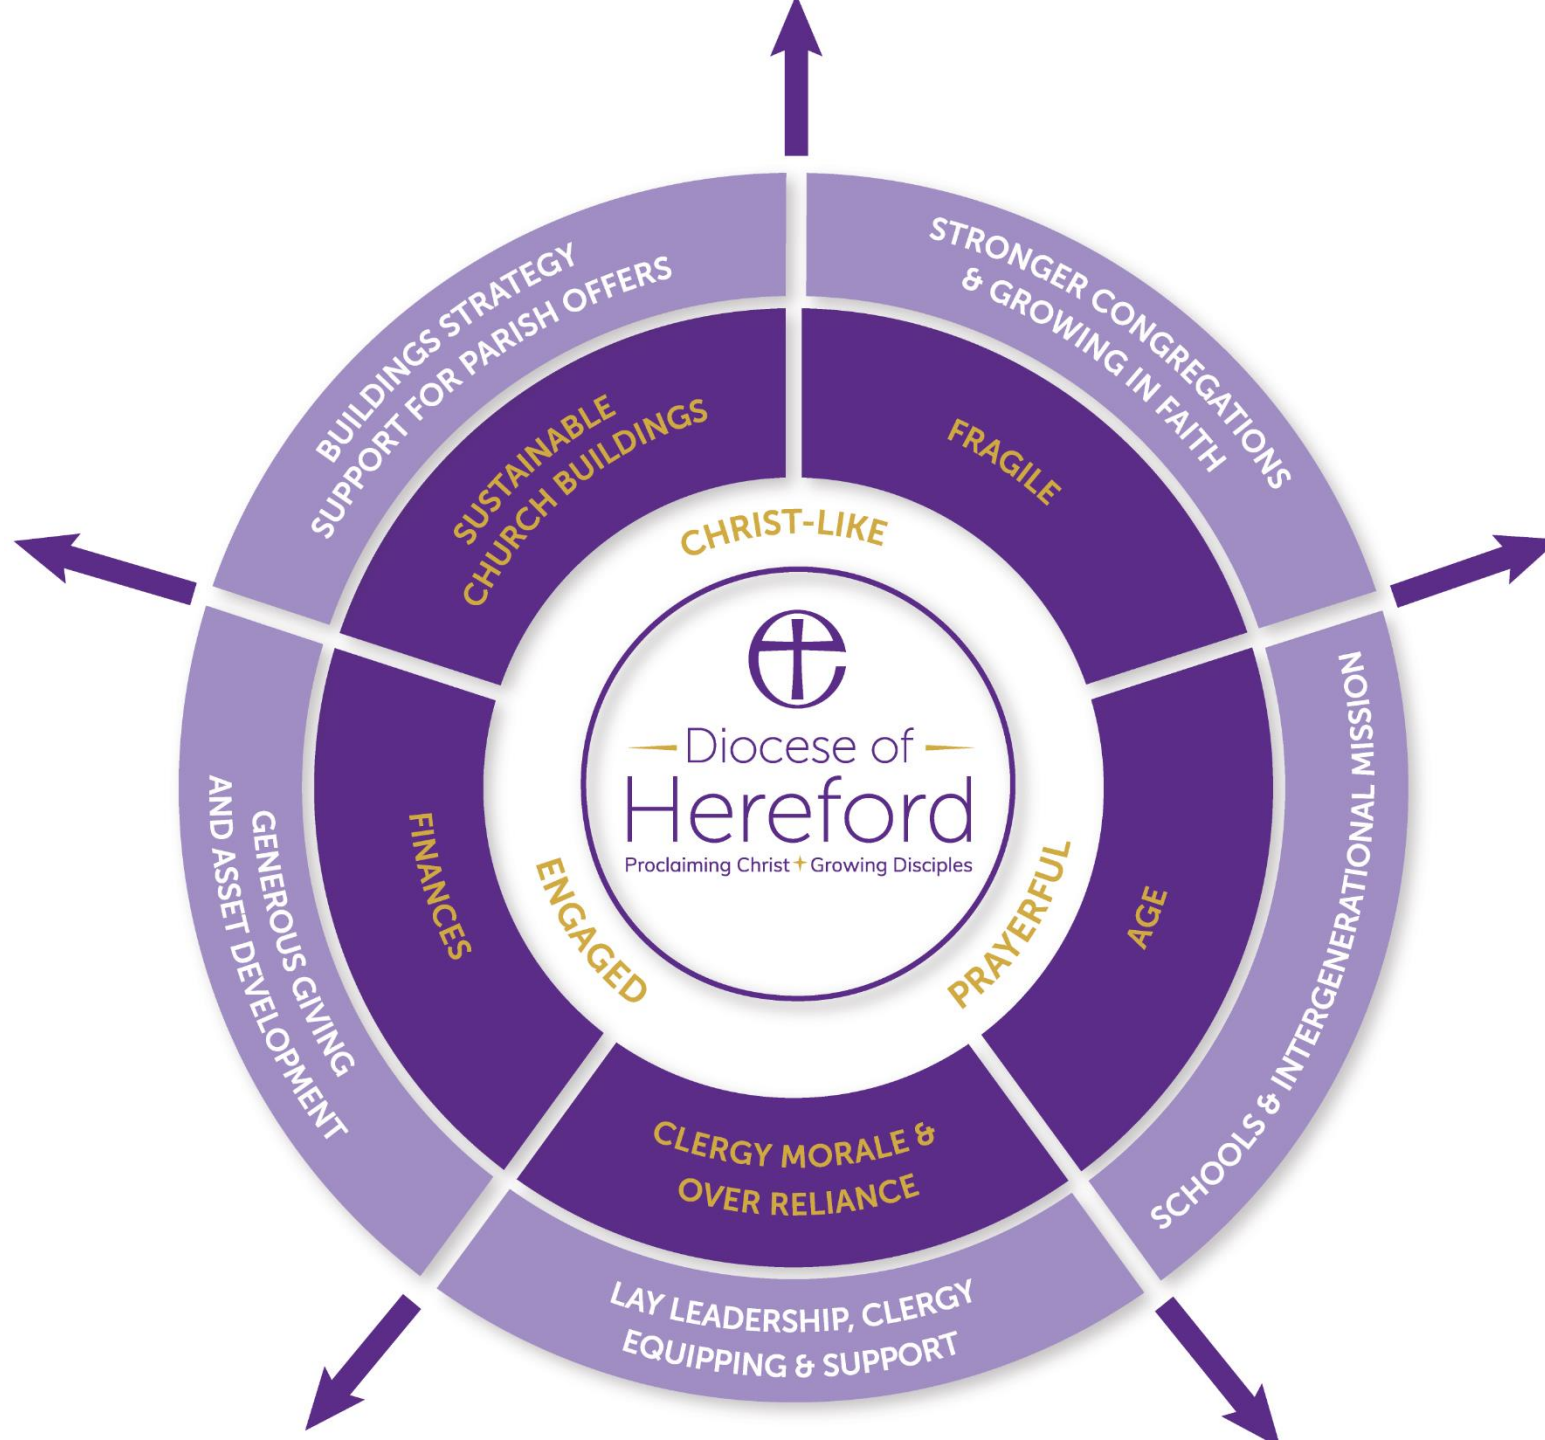 BUILDINGS STRATEGY
SUPPORT FOR PARISH OFFERS
STRONGER CONGREGATIONS
& GROWING IN FAITH
SUSTAINABLE
CHURCH BUILDINGS
FRAGILE
CHRIST-LIKE
Diocese of
Hereford
Proclaiming Christ + Growing Disciples
ENGAGED
PRAYERFUL
FINANCES
AGE
GENEROUS GIVING
AND ASSET DEVELOPMENT
SCHOOLS & INTERGENERATIONAL MISSION
CLERGY MORALE &
OVER RELIANCE
LAY LEADERSHIP, CLERGY
EQUIPPING & SUPPORT